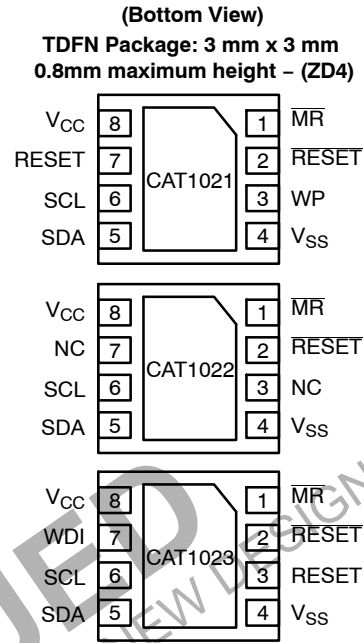 (Bottom View)
TDFN Package: 3 mm x 3 mm
0.8mm maximum height – (ZD4)
VCC 8 1 MR
RESET 7 2 RESET
CAT1021
SCL 6 3 WP
SDA 5 4 VSS
VCC 8 1 MR
NC 7 2 RESET
CAT1022
SCL 6 3 NC
SDA 5 4 VSS
VCC 8 1 MR
WDI 7 2 RESET
CAT1023
SCL 6 3 RESET
SDA 5 4 VSS